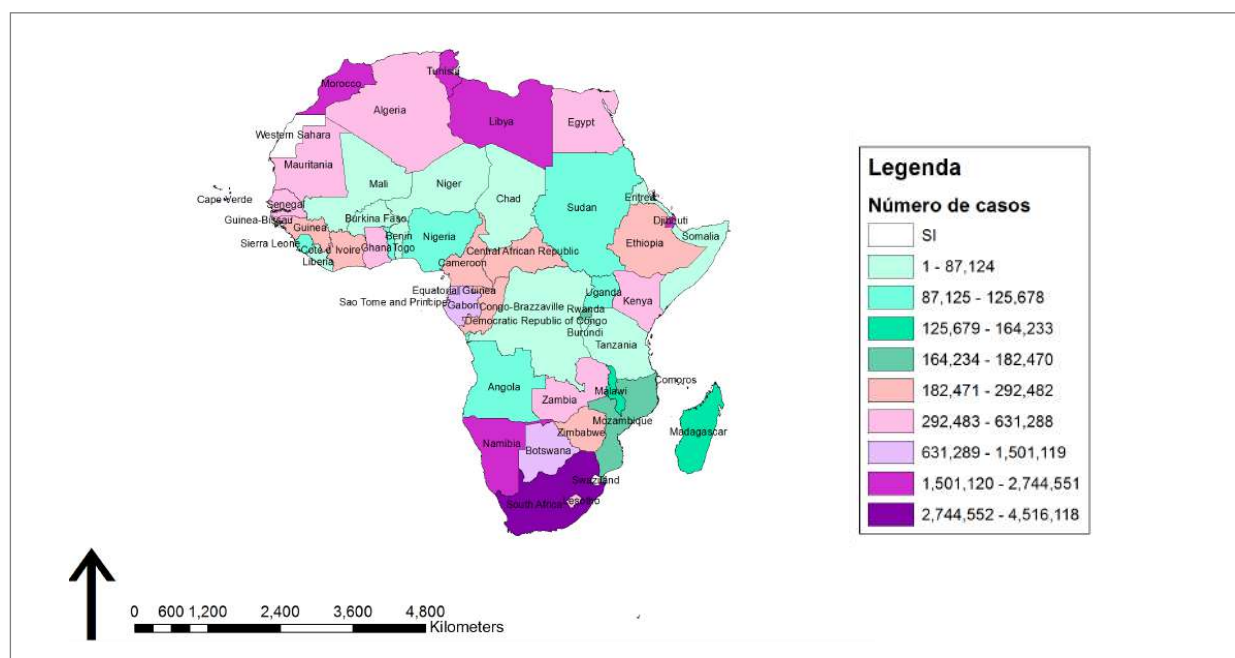 Morocco
Tunisia
Algeria
Libya
Egypt
Western Sahara
Mauritania
Mali
Niger
Chad
Sudan
Eritrea
Cape Verde
Senegal
Guinea-Bissau
Guinea
Burkina Faso
Djibouti
Sierra Leone
Coté d' Ivoire
Ghana
Benin
Togo
Nigeria
Ethiopia
Somalia
Liberia
Central African Republic
Cameroon
Equatorial Guinea
Sao Tome and Principe
Gabon
Congo-Brazzaville
Uganda
Kenya
Rwanda
Democratic Republic of Congo
Burundi
Tanzania
Angola
Comoros
Zambia
Malawi
Mozambique
Madagascar
Zimbabwe
Namibia
Botswana
Swaziland
South Africa
Lesotho
Legenda
Número de casos
SI
1 - 87,124
87,125 - 125,678
125,679 - 164,233
164,234 - 182,470
182,471 - 292,482
292,483 - 631,288
631,289 - 1,501,119
1,501,120 - 2,744,551
2,744,552 - 4,516,118
0 600 1,200 2,400 3,600 4,800
Kilometers